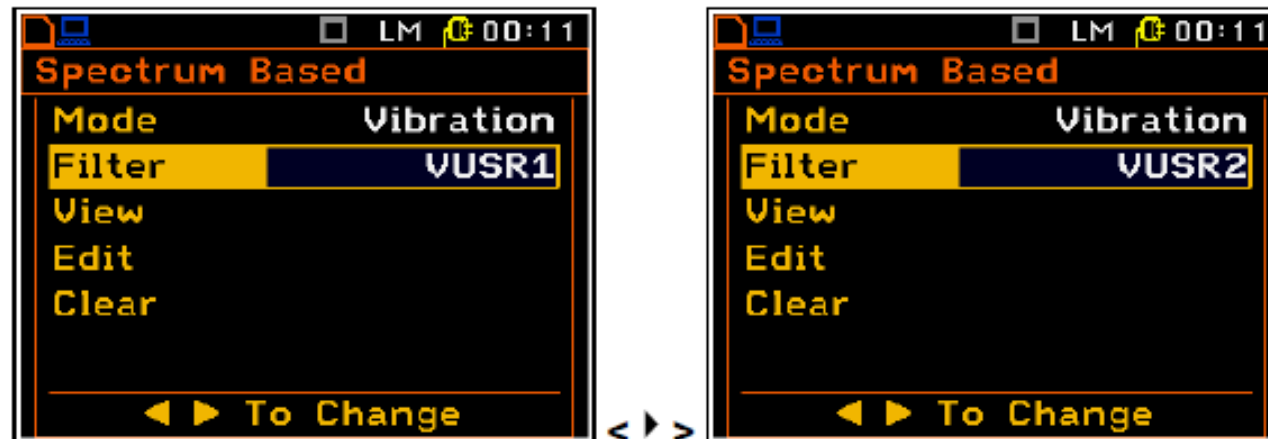 LM 00:11
Spectrum Based
Mode Vibration
Filter VUSR1
View
Edit
Clear
◀ ▶ To Change
< ▶ >
LM 00:11
Spectrum Based
Mode Vibration
Filter VUSR2
View
Edit
Clear
◀ ▶ To Change